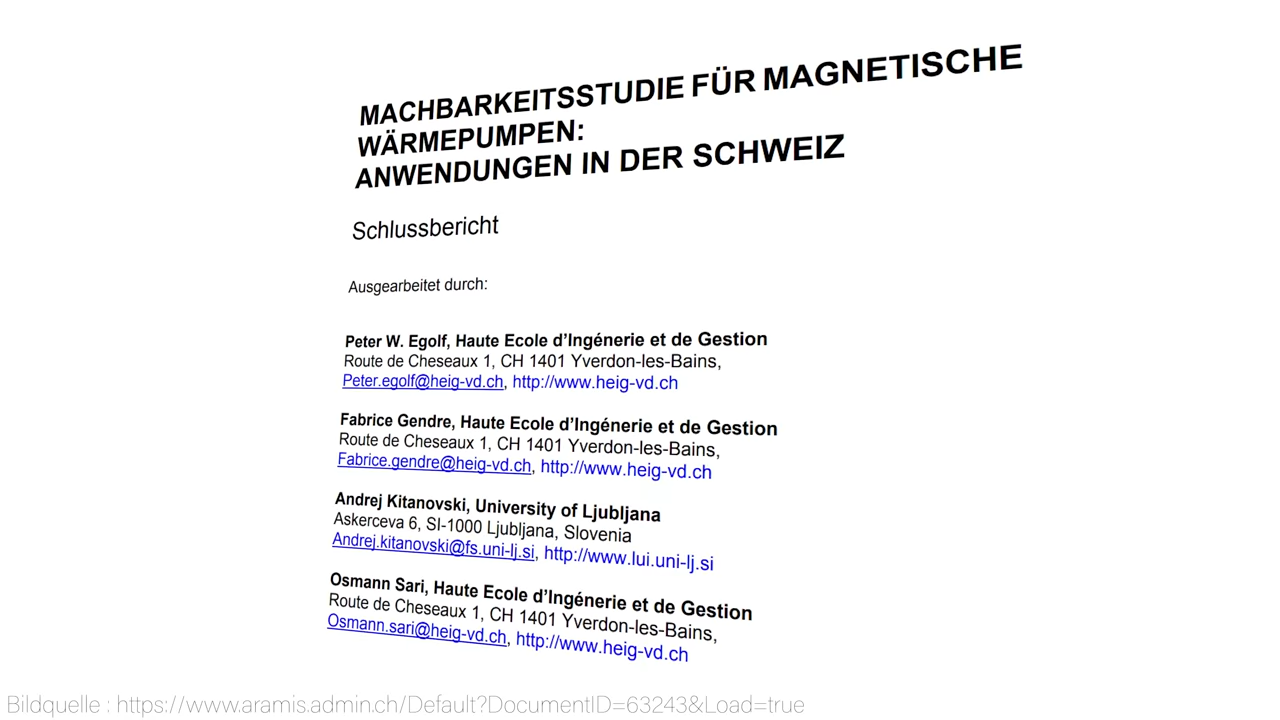 MACHBARKEITSSTUDIE FÜR MAGNETISCHE
WÄRMEPUMPEN:
ANWENDUNGEN IN DER SCHWEIZ
Schlussbericht
Ausgearbeitet durch:
Peter W. Egolf, Haute Ecole d'Ingénerie et de Gestion
Route de Cheseaux 1, CH 1401 Yverdon-les-Bains,
Peter.egolf@heig-vd.ch, http://www.heig-vd.ch
Fabrice Gendre, Haute Ecole d'Ingénerie et de Gestion
Route de Cheseaux 1, CH 1401 Yverdon-les-Bains,
Fabrice.gendre@heig-vd.ch, http://www.heig-vd.ch
Andrej Kitanovski, University of Ljubljana
Askerceva 6, SI-1000 Ljubljana, Slovenia
Andrej.kitanovski@fs.uni-lj.si, http://www.lui.uni-lj.si
Osmann Sari, Haute Ecole d'Ingénerie et de Gestion
Route de Cheseaux 1, CH 1401 Yverdon-les-Bains,
Osmann.sari@heig-vd.ch, http://www.heig-vd.ch
Bildquelle : https://www.aramis.admin.ch/Default?DocumentID=63243&Load=true